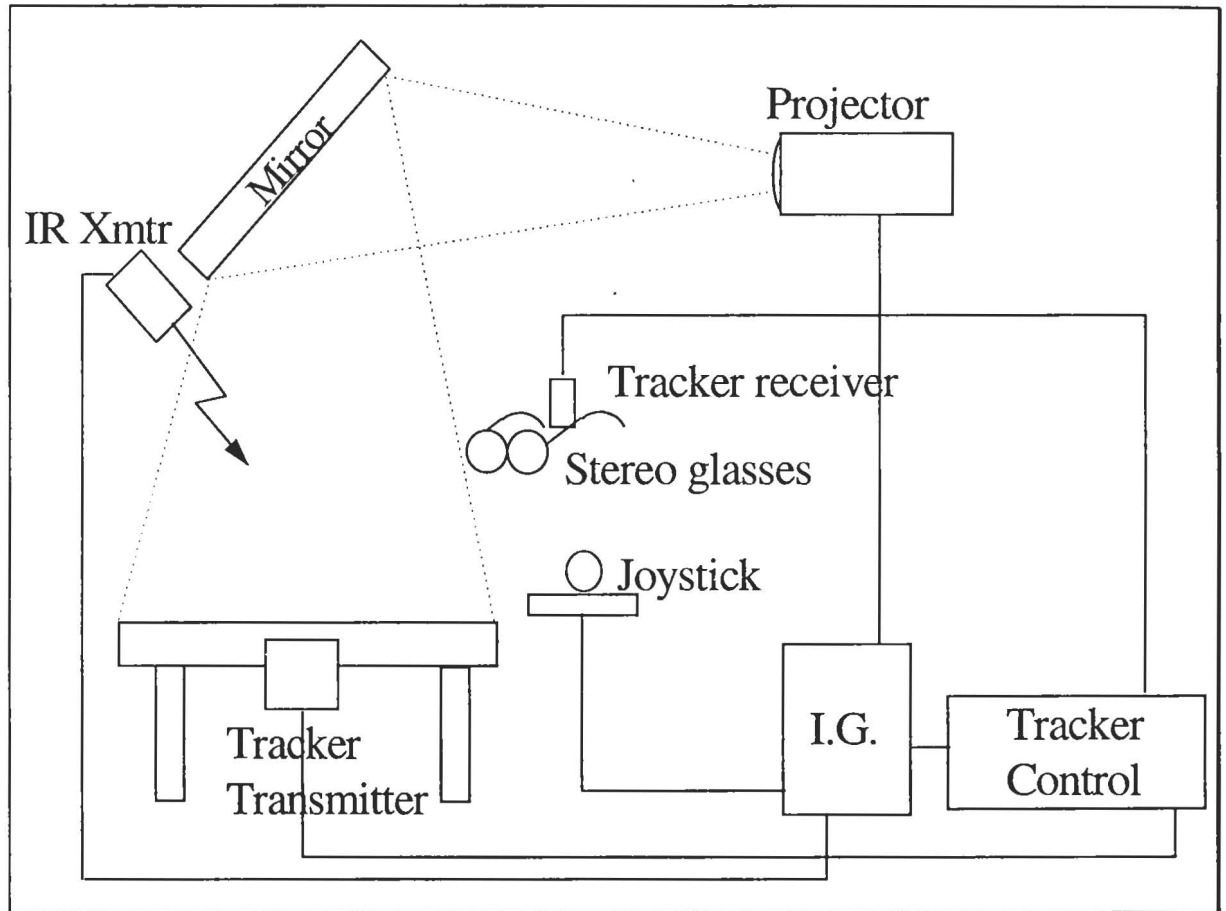 Projector
Mirror
IR Xmtr
Tracker receiver
Stereo glasses
Joystick
I.G.
Tracker
Control
Tracker
Transmitter